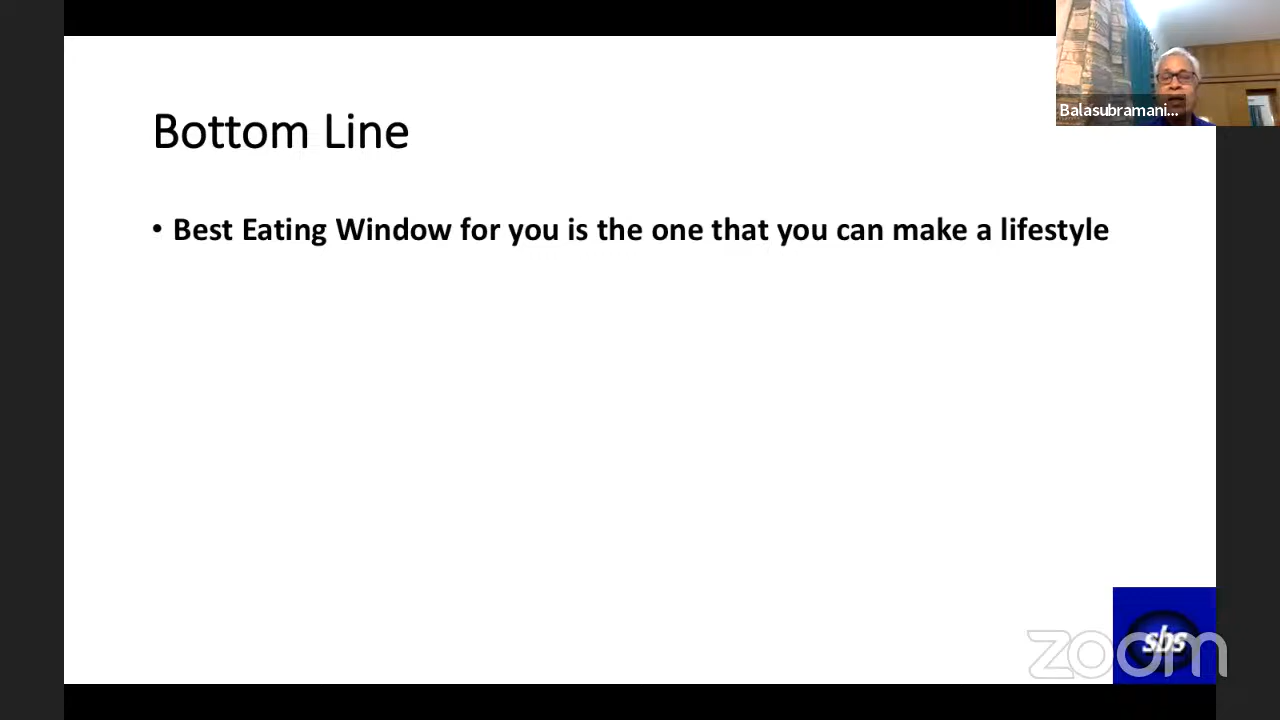 Balasubramani...
Bottom Line
• Best Eating Window for you is the one that you can make a lifestyle
sbs
zoom